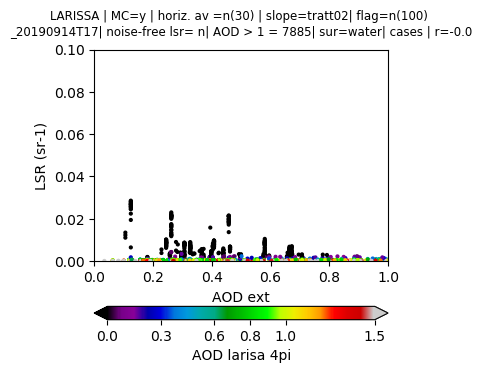 LARISSA | MC=y | horiz. av =n(30) | slope=tratt02| flag=n(100)
_20190914T17| noise-free lsr= n| AOD > 1 = 7885| sur=water| cases | r=-0.0
0.10
0.08
0.06
0.04
0.02
0.00
LSR (sr-1)
0.0 0.2 0.4 0.6 0.8 1.0
AOD ext
0.0 0.3 0.6 0.8 1.0 1.5
AOD larisa 4pi